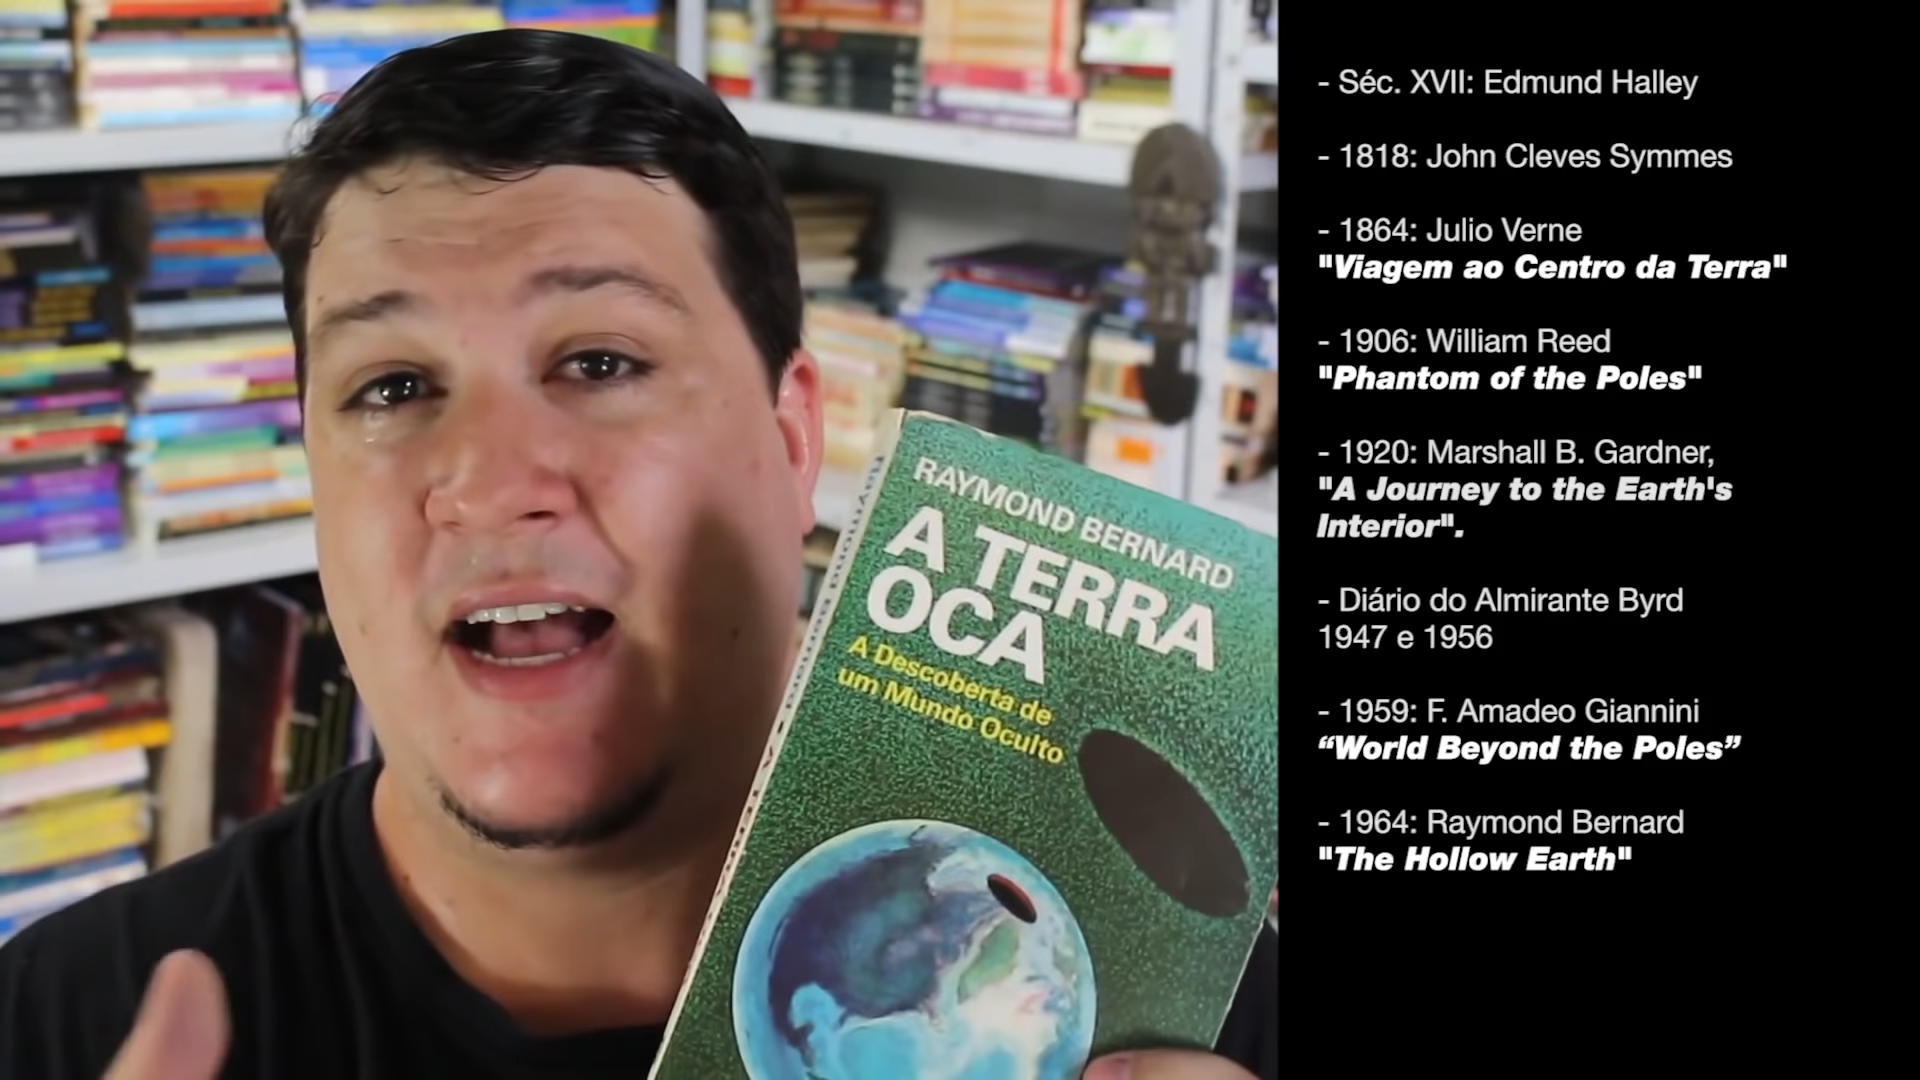 - Séc. XVII: Edmund Halley
- 1818: John Cleves Symmes
- 1864: Julio Verne
"Viagem ao Centro da Terra"
- 1906: William Reed
"Phantom of the Poles"
- 1920: Marshall B. Gardner,
"A Journey to the Earth's
Interior".
- Diário do Almirante Byrd
1947 e 1956
- 1959: F. Amadeo Giannini
“World Beyond the Poles”
- 1964: Raymond Bernard
"The Hollow Earth"
RAYMOND BERNARD
A TERRA
OCA
A Descoberta de
um Mundo Oculto